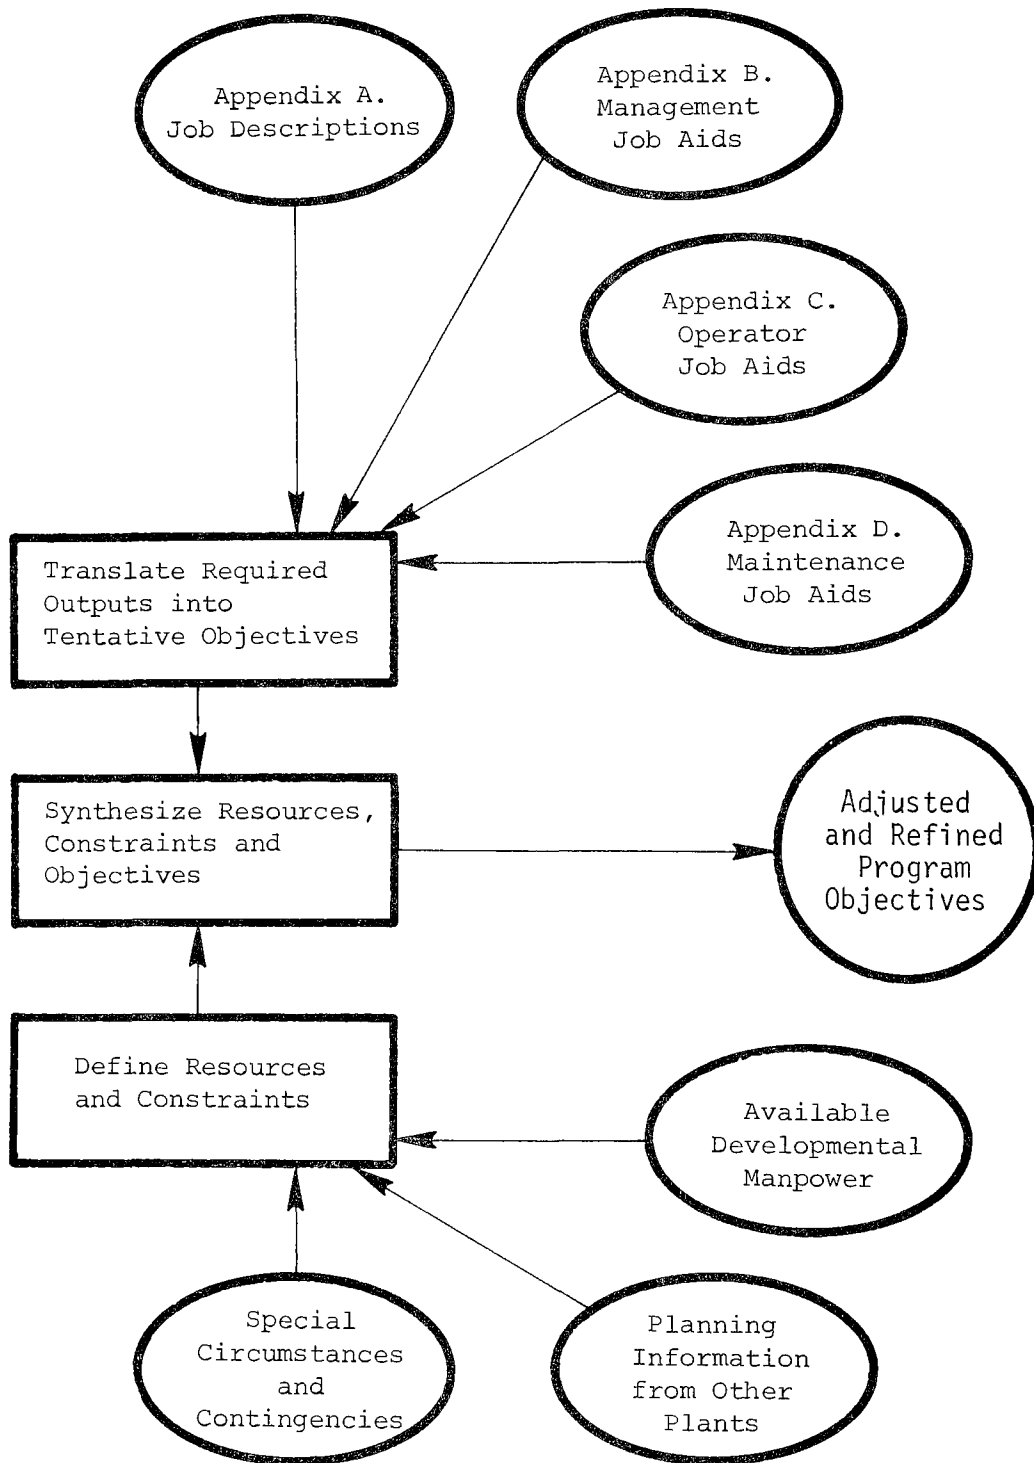 Appendix A.
Job Descriptions
Appendix B.
Management
Job Aids
Appendix C.
Operator
Job Aids
Appendix D.
Maintenance
Job Aids
Translate Required
Outputs into
Tentative Objectives
Synthesize Resources,
Constraints and
Objectives
Adjusted
and Refined
Program
Objectives
Define Resources
and Constraints
Available
Developmental
Manpower
Special
Circumstances
and
Contingencies
Planning
Information
from Other
Plants